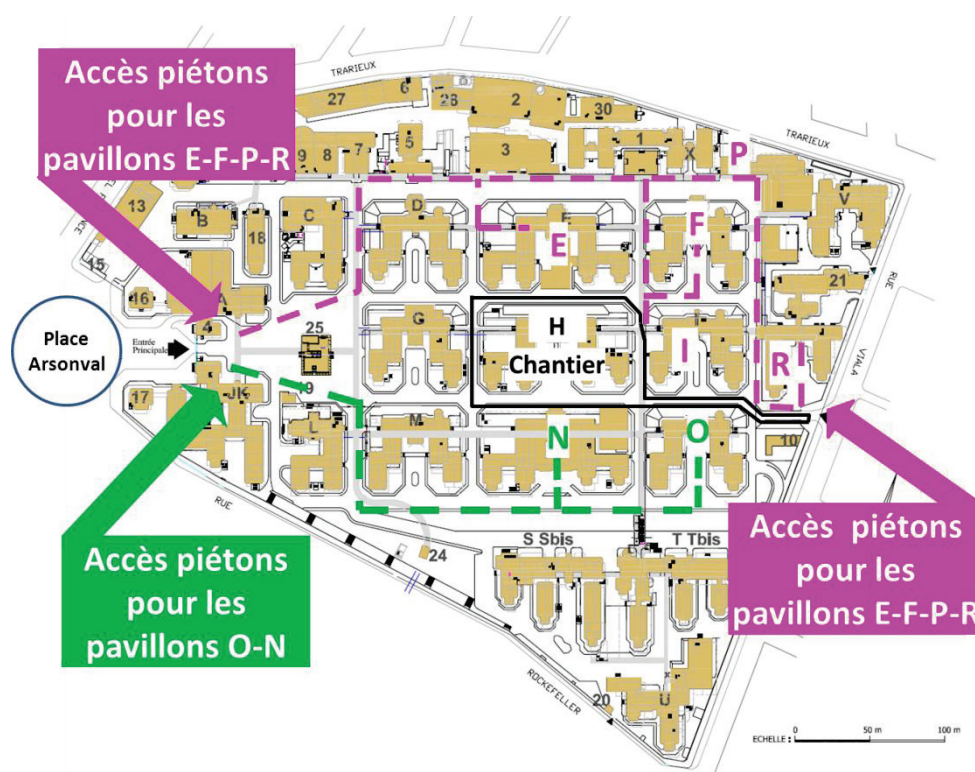 Accès piétons
pour les
pavillons E-F-P-R
TRARIEUX
27
6
28
2
30
TRARIEUX
9
8
7
5
3
1
X
P
13
B
18
C
D
E
E
F
V
15
16
A
21
RUE
VIALA
Place
Arsonval
4
Entrée
Principale
25
G
H
Chantier
I
R
17
JK
9
L
M
N
O
10
RUE
24
S Sbis
T Tbis
Accès piétons
pour les
pavillons O-N
Accès piétons
pour les
pavillons E-F-P-R
ROCKEFELLER
20
U
ECHELLE :
0
50 m
100 m